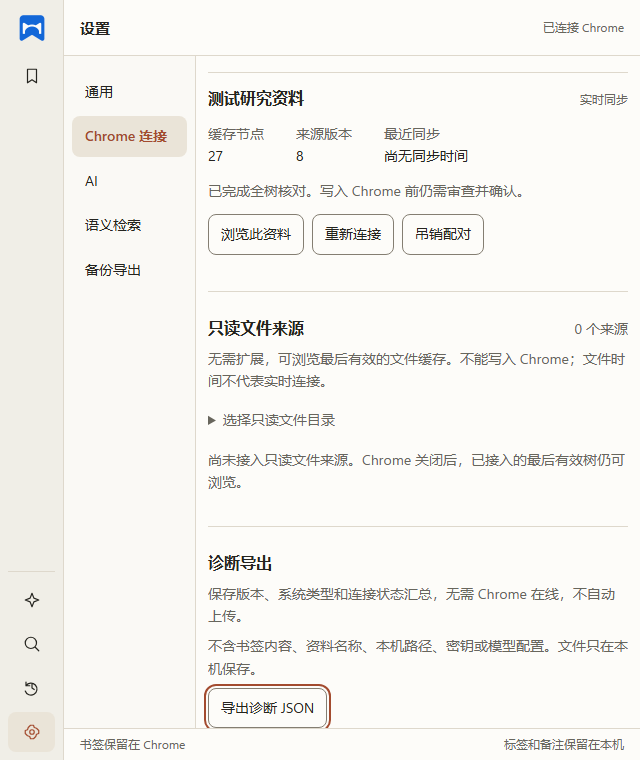 设置
已连接 Chrome
通用
Chrome 连接
AI
语义检索
备份导出
测试研究资料
实时同步
缓存节点 来源版本 最近同步
27 8 尚无同步时间
已完成全树核对。写入 Chrome 前仍需审查并确认。
浏览此资料 重新连接 吊销配对
只读文件来源
0 个来源
无需扩展，可浏览最后有效的文件缓存。不能写入 Chrome；文件时
间不代表实时连接。
选择只读文件目录
尚未接入只读文件来源。Chrome 关闭后，已接入的最后有效树仍可
浏览。
诊断导出
保存版本、系统类型和连接状态汇总，无需 Chrome 在线，不自动
上传。
不含书签内容、资料名称、本机路径、密钥或模型配置。文件只在本
机保存。
导出诊断 JSON
书签保留在 Chrome
标签和备注保留在本机